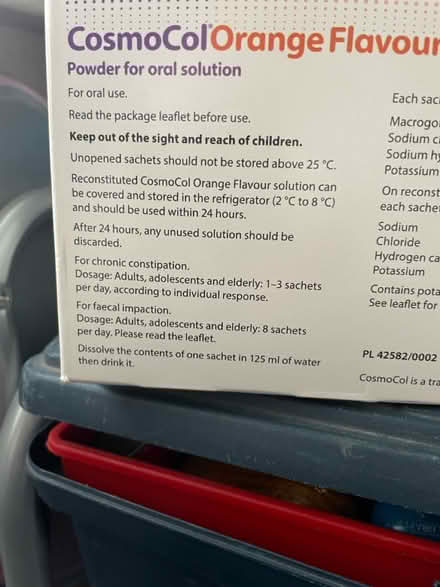 CosmoCol Orange Flavour
Powder for oral solution
For oral use.
Read the package leaflet before use.
Keep out of the sight and reach of children.
Unopened sachets should not be stored above 25 °C.
Reconstituted CosmoCol Orange Flavour solution can
be covered and stored in the refrigerator (2 °C to 8 °C)
and should be used within 24 hours.
After 24 hours, any unused solution should be
discarded.
For chronic constipation.
Dosage: Adults, adolescents and elderly: 1–3 sachets
per day, according to individual response.
For faecal impaction.
Dosage: Adults, adolescents and elderly: 8 sachets
per day. Please read the leaflet.
Dissolve the contents of one sachet in 125 ml of water
then drink it.
Each sac
Macrogo
Sodium c
Sodium hy
Potassium
On reconst
each sache
Sodium
Chloride
Hydrogen ca
Potassium
Contains pota
See leaflet for
PL 42582/0002
CosmoCol is a tra